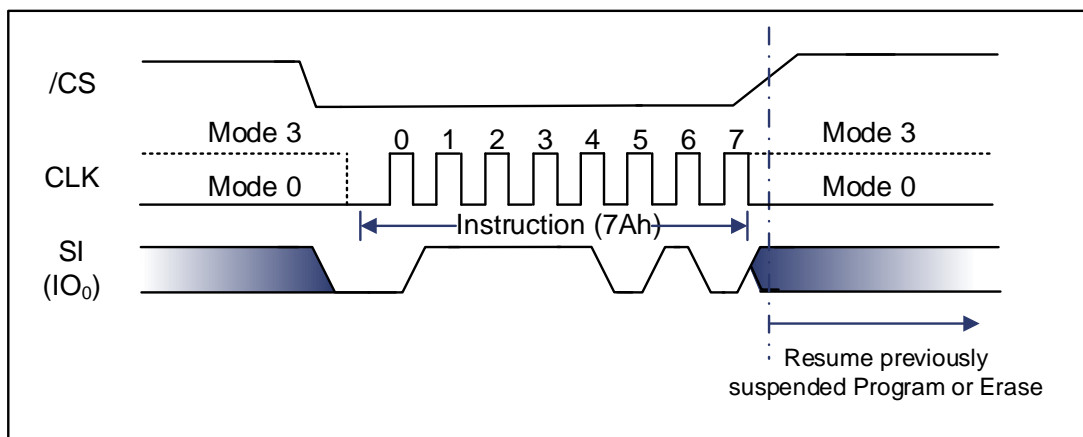 /CS
Mode 3
0 1 2 3 4 5 6 7
Mode 3
CLK
Mode 0
Mode 0
Instruction (7Ah)
SI
(IO₀)
Resume previously
suspended Program or Erase